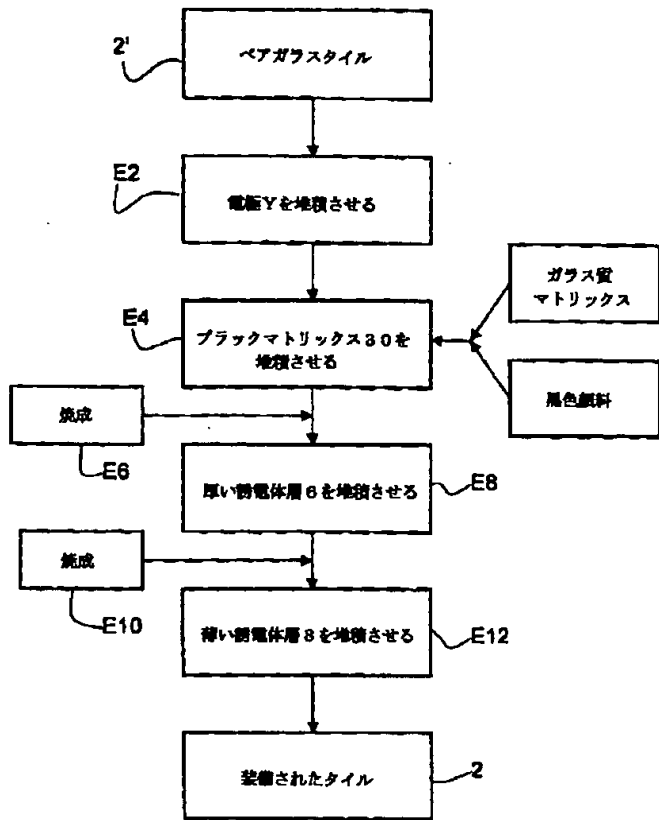 2'
ベアガラスタイル
E2
電極Yを堆積させる
E4
ブラックマトリックス30を
堆積させる
ガラス質
マトリックス
黒色顔料
焼成
E6
厚い誘電体層6を堆積させる
E8
焼成
E10
薄い誘電体層8を堆積させる
E12
装備されたタイル
2